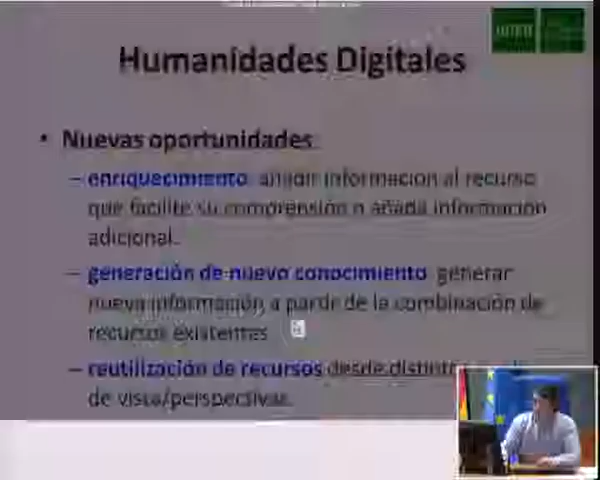 Humanidades Digitales
• Nuevas oportunidades
– enriquecimiento: añadir información al recurso
que facilite su comprensión o añada información
adicional.
– generación de nuevo conocimiento: generar
nueva información a partir de la combinación de
recursos existentes
– reutilización de recursos desde distintos
de vista/perspectivas.